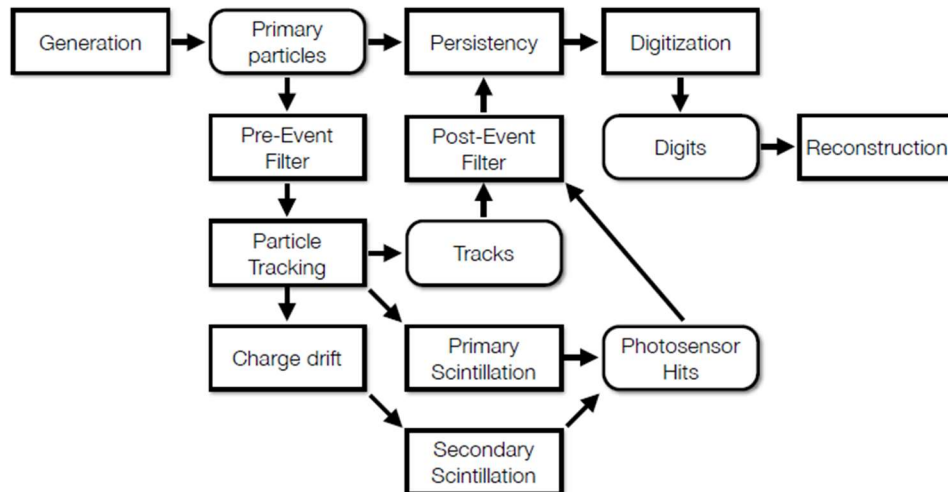 Generation
Primary
particles
Persistency
Digitization
Pre-Event
Filter
Post-Event
Filter
Digits
Reconstruction
Particle
Tracking
Tracks
Charge drift
Primary
Scintillation
Photosensor
Hits
Secondary
Scintillation